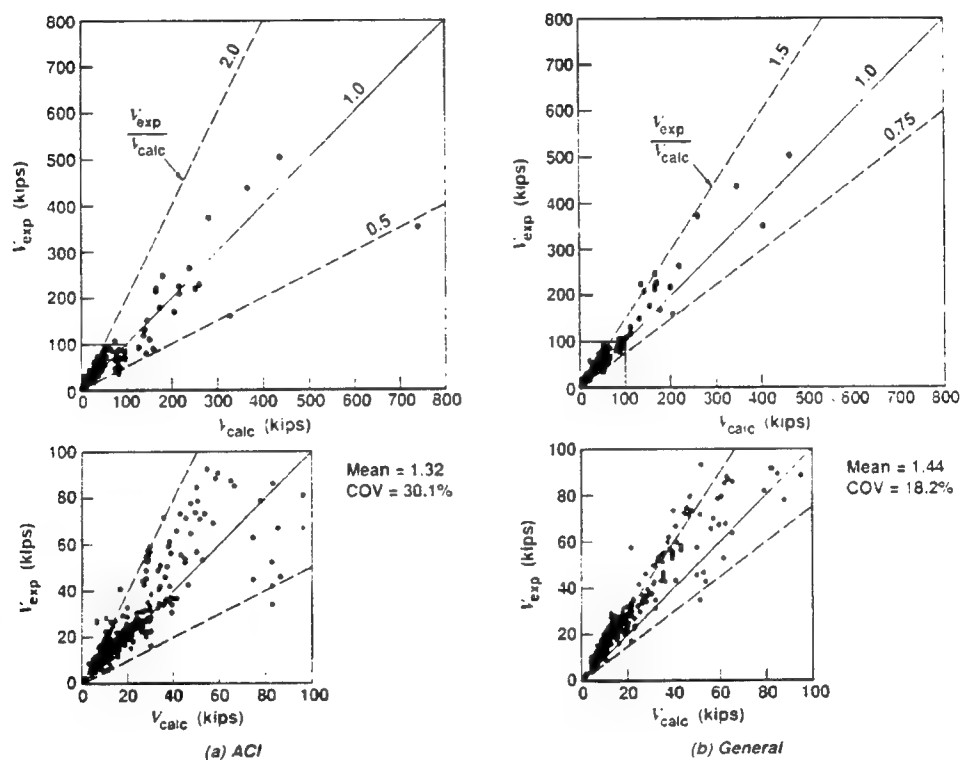 800
700
600
500
400
300
200
100
0
V_exp (kips)
2.0
1.0
0.5
V_exp
V_calc
0 100 200 300 400 500 600 700 800
V_calc (kips)
800
700
600
500
400
300
200
100
0
V_exp (kips)
1.5
1.0
0.75
V_exp
V_calc
0 100 200 300 400 500 600 700 800
V_calc (kips)
100
80
60
40
20
0
V_exp (kips)
0 20 40 60 80 100
V_calc (kips)
Mean = 1.32
COV = 30.1%
(a) ACI
100
80
60
40
20
0
V_exp (kips)
0 20 40 60 80 100
V_calc (kips)
Mean = 1.44
COV = 18.2%
(b) General